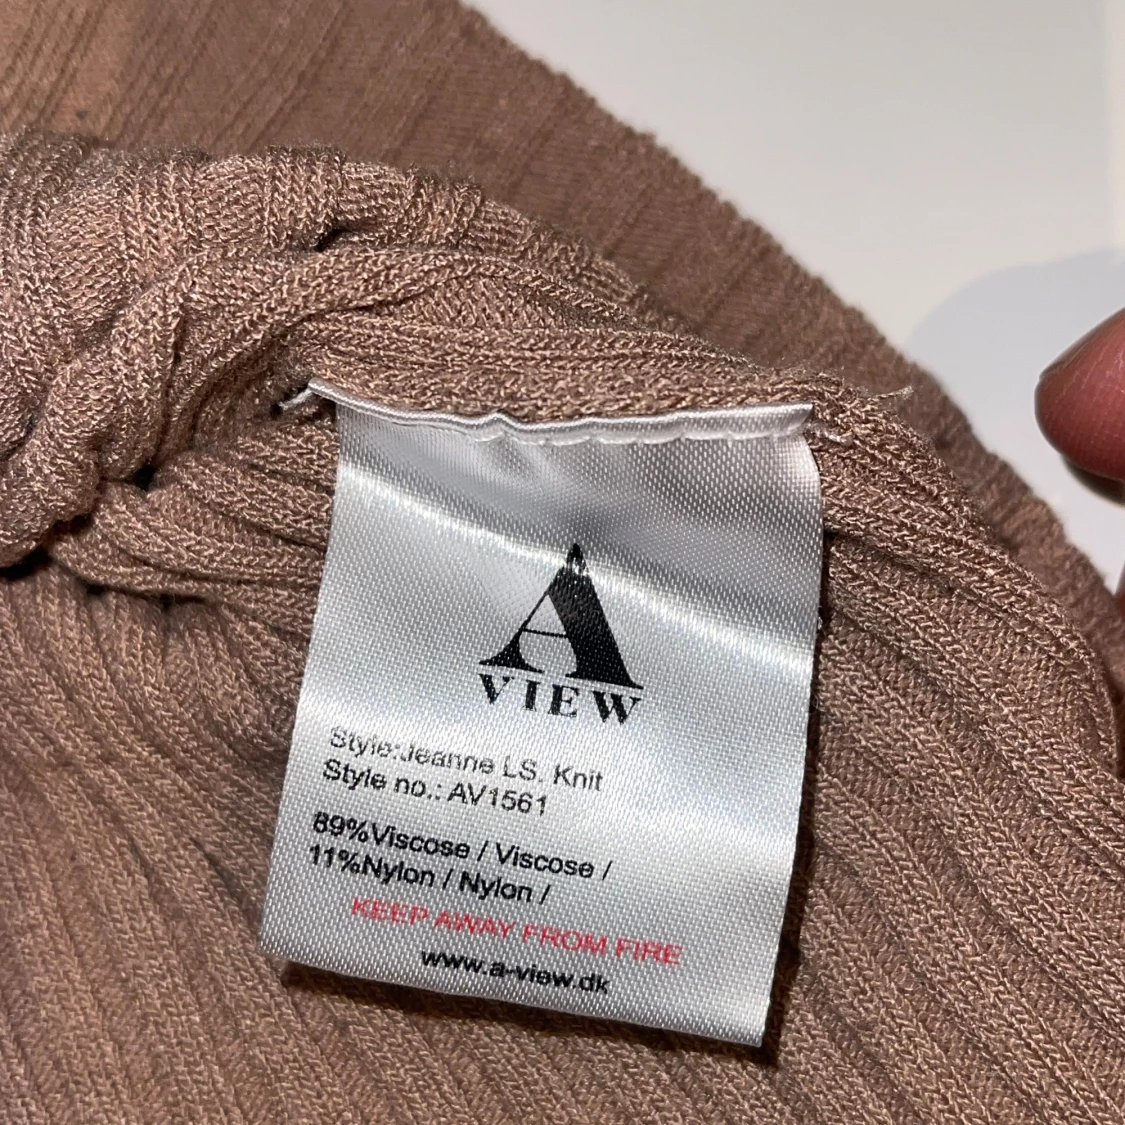 A
VIEW
Style:Jeanne LS. Knit
Style no.: AV1561
89%Viscose / Viscose /
11%Nylon / Nylon /
KEEP AWAY FROM FIRE
www.a-view.dk